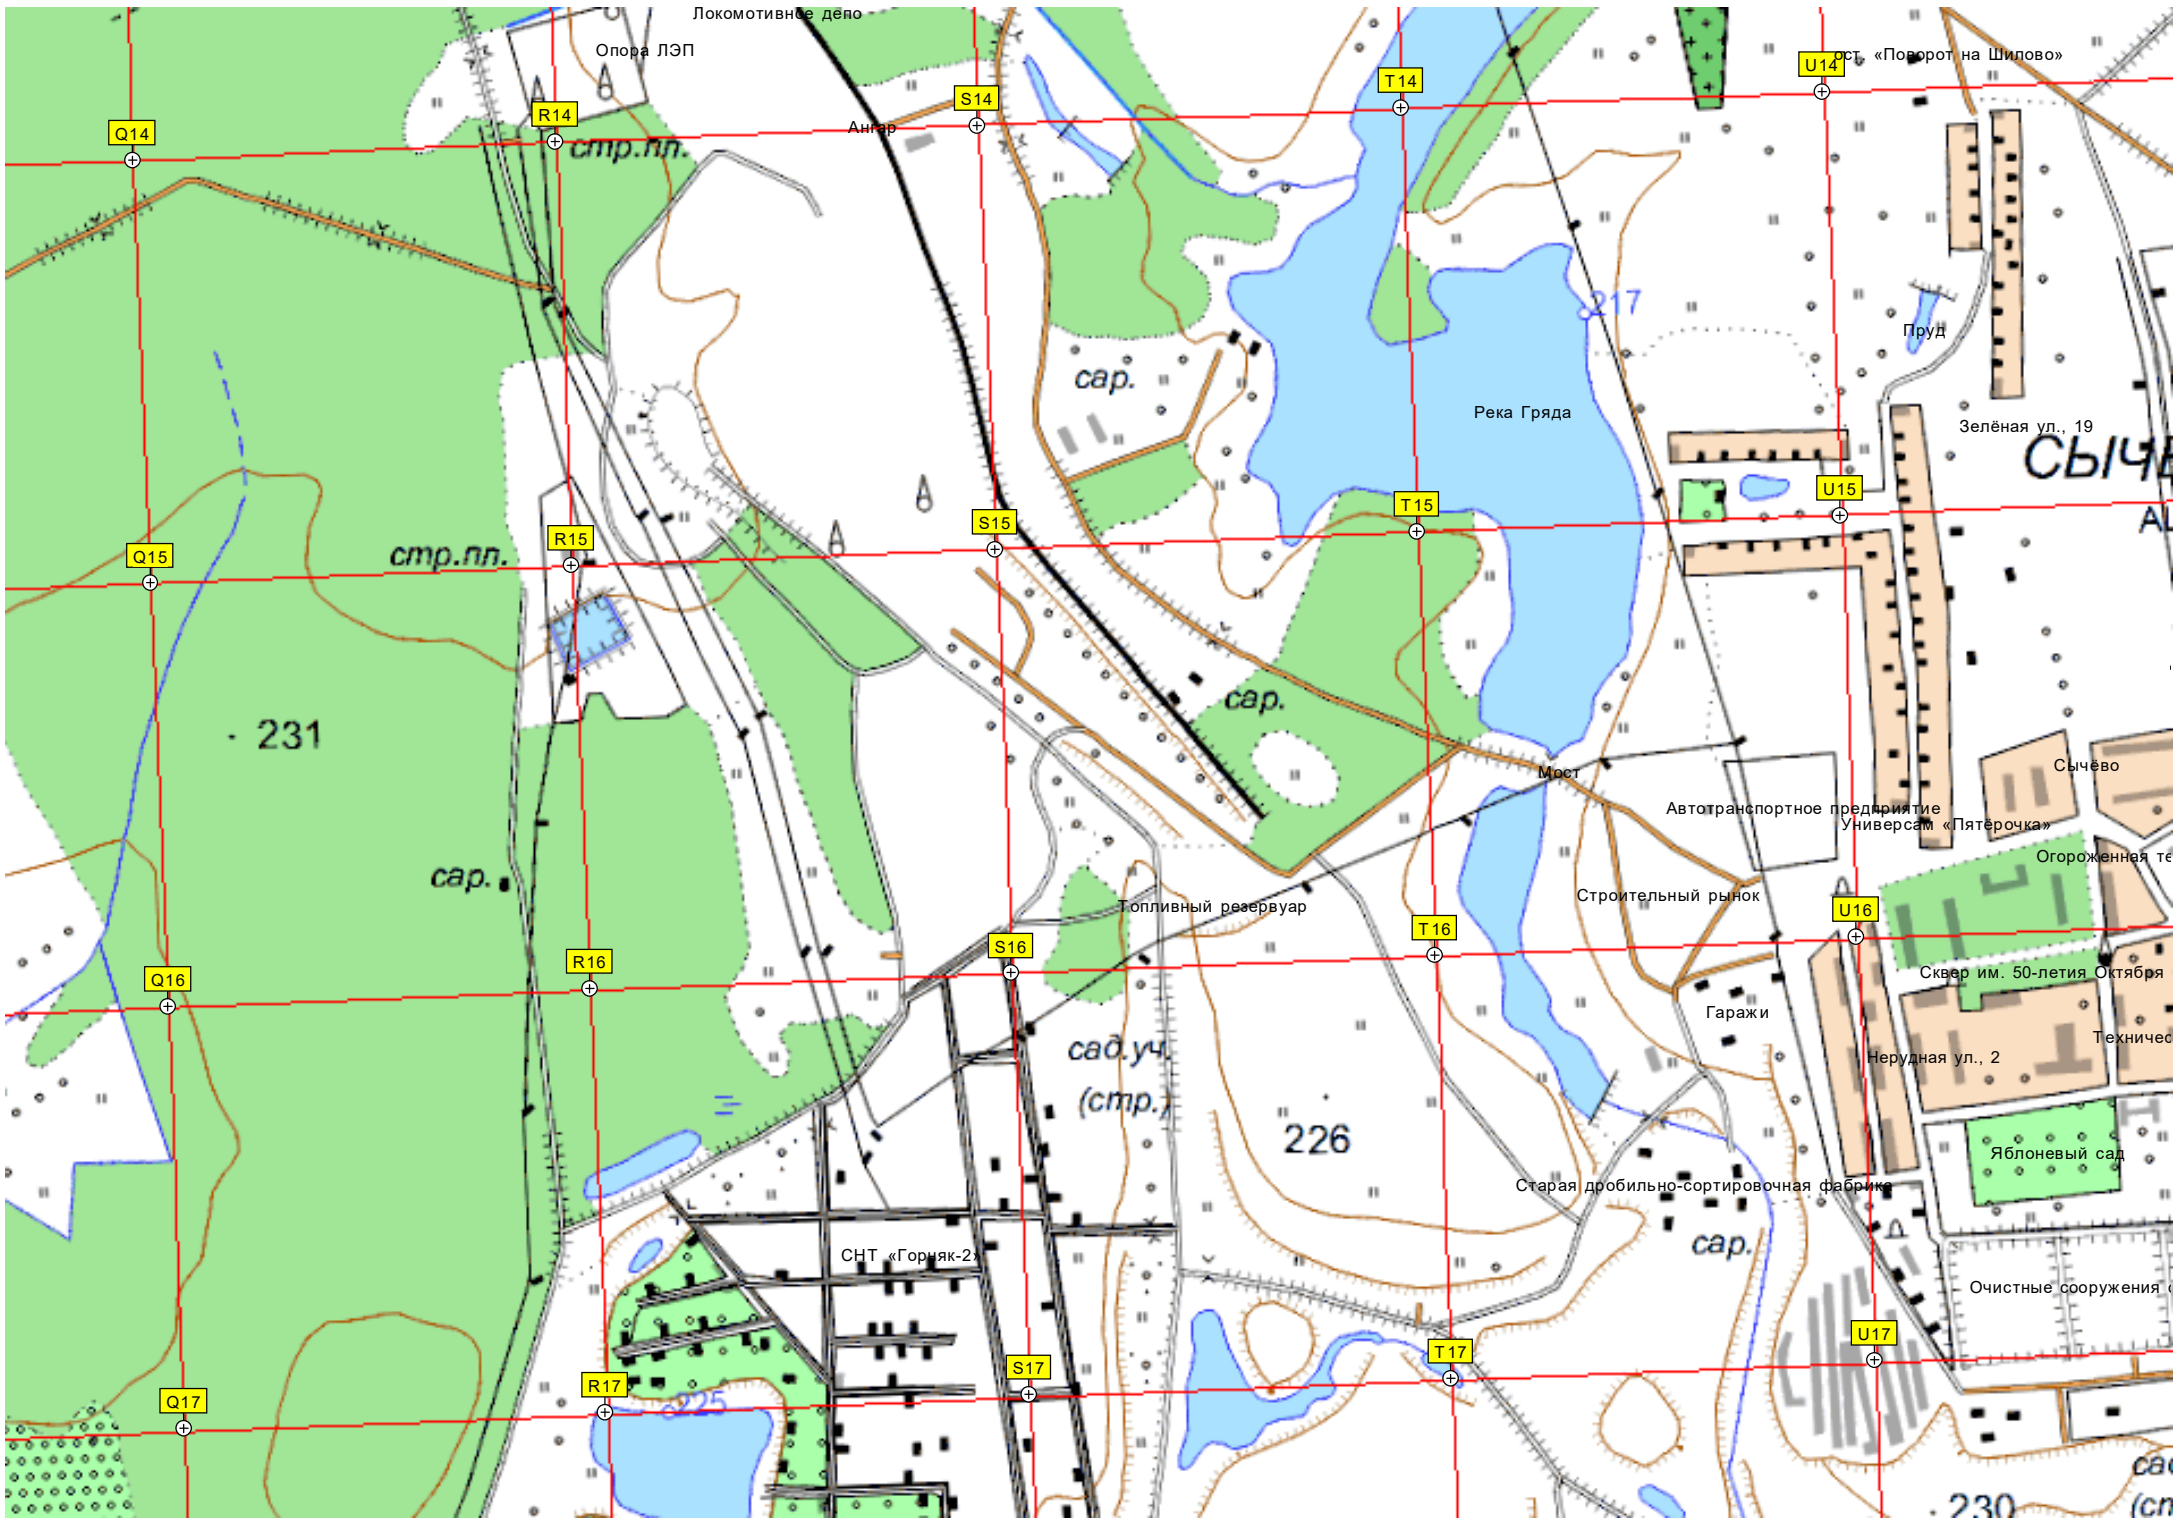 Локомотивное депо
Опора ЛЭП
ост. «Поворот на Шилово»
U14
T14
S14
R14
Q14
Ангар
стр.пл.
217
Пруд
сар.
Река Гряда
Зелёная ул., 19
U15
T15
S15
R15
Q15
стр.пл.
сар.
231
Мост
Сычёво
Автотранспортное предприятие
Универсам «Пятёрочка»
Огороженная
сар.
Строительный рынок
Топливный резервуар
U16
T16
S16
R16
Q16
Сквер им. 50-летия Октября
Гаражи
сад.уч.
(стр.)
Нерудная ул., 2
226
Яблоневый сад
Старая дробильно-сортировочная фабрика
сар.
СНТ «Горняк-2»
Очистные сооружения
U17
T17
S17
R17
Q17
225
230